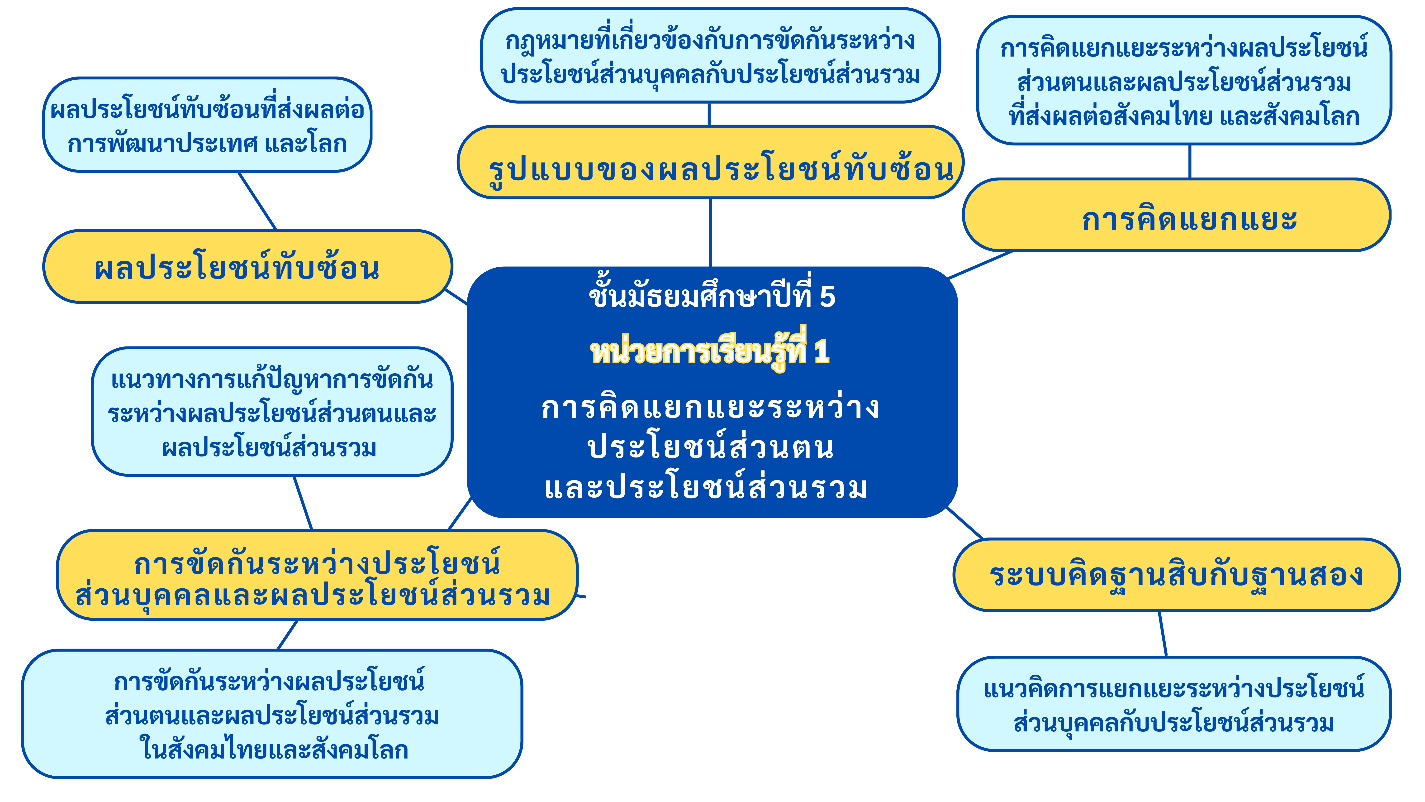 กฎหมายที่เกี่ยวข้องกับการขัดกันระหว่าง
ประโยชน์ส่วนบุคคลกับประโยชน์ส่วนรวม
การคิดแยกแยะระหว่างผลประโยชน์
ส่วนตนและผลประโยชน์ส่วนรวม
ที่ส่งผลต่อสังคมไทย และสังคมโลก
ผลประโยชน์ทับซ้อนที่ส่งผลต่อ
การพัฒนาประเทศ และโลก
รูปแบบของผลประโยชน์ทับซ้อน
การคิดแยกแยะ
ผลประโยชน์ทับซ้อน
ชั้นมัธยมศึกษาปีที่ 5
หน่วยการเรียนรู้ที่ 1
การคิดแยกแยะระหว่าง
ประโยชน์ส่วนตน
และประโยชน์ส่วนรวม
แนวทางการแก้ปัญหาการขัดกัน
ระหว่างผลประโยชน์ส่วนตนและ
ผลประโยชน์ส่วนรวม
การขัดกันระหว่างประโยชน์
ส่วนบุคคลและผลประโยชน์ส่วนรวม
ระบบคิดฐานสิบกับฐานสอง
การขัดกันระหว่างผลประโยชน์
ส่วนตนและผลประโยชน์ส่วนรวม
ในสังคมไทยและสังคมโลก
แนวคิดการแยกแยะระหว่างประโยชน์
ส่วนบุคคลกับประโยชน์ส่วนรวม